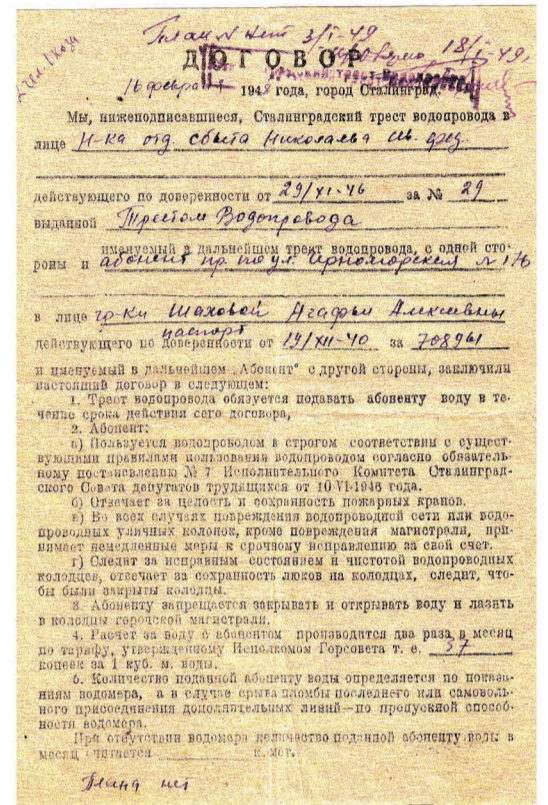 План № нет 3/I-49
18/I-49.
ДОГОВОР
16 февра 1948 года, город Сталинград.
Мы, нижеподписавшиеся, Сталинградский трест водопровода в
лице Н-ка отд. сбыта Николаева
действующего по доверенности от 29/XI-46 за № 29
выданной Трестом Водопровода
именуемый в дальнейшем трест водопровода, с одной сто-
роны и абонент по ул. Черноморская № 176
в лице гр-ки Шаховой Агафьи Алексеевны
паспорт
действующего по доверенности от 19/XII-40 за 708961
и именуемый в дальнейшем „Абонент“ с другой стороны, заключили
настоящий договор в следующем:
1. Трест водопровода обязуется подавать абоненту воду в те-
чение срока действия сего договора,
2. Абонент:
а) Пользуется водопроводом в строгом соответствии с сущест-
вующими правилами пользования водопроводом согласно обязатель-
ному постановлению № 7 Исполнительного Комитета Сталинград-
ского Совета депутатов трудящихся от 10-VI-1946 года.
б) Отвечает за целость и сохранность пожарных кранов.
в) Во всех случаях повреждения водопроводной сети или водо-
проводных уличных колонок, кроме повреждения магистрали, при-
нимает немедленные меры к срочному исправлению за свой счет.
г) Следит за исправным состоянием и чистотой водопроводных
колодцев, отвечает за сохранность люков на колодцах, следит, что-
бы были закрыты колодцы.
3. Абоненту запрещается закрывать и открывать воду и лазить
в колодцы городской магистрали.
4. Расчет за воду с абонентом производится два раза в месяц
по тарифу, утвержденному Исполкомом Горсовета т. е. 37
копеек за 1 куб. м. воды.
5. Количество поданной абоненту воды определяется по показа-
ниям водомера, а в случае срыва пломбы последнего или самоволь-
ного присоединения дополнительных линий—по пропускной способ-
ности водомера.
При отсутствии водомера количество поданной абоненту воды в
месяц считается к. мет.
Плана нет